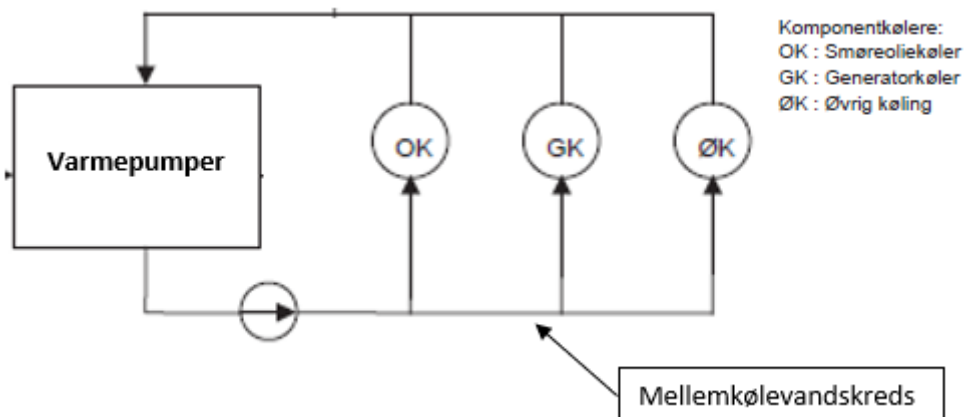 Komponentkølere:
OK : Smøreoliekøler
GK : Generatorkøler
ØK : Øvrig køling
Varmepumper
OK
GK
ØK
Mellemkølevandskreds